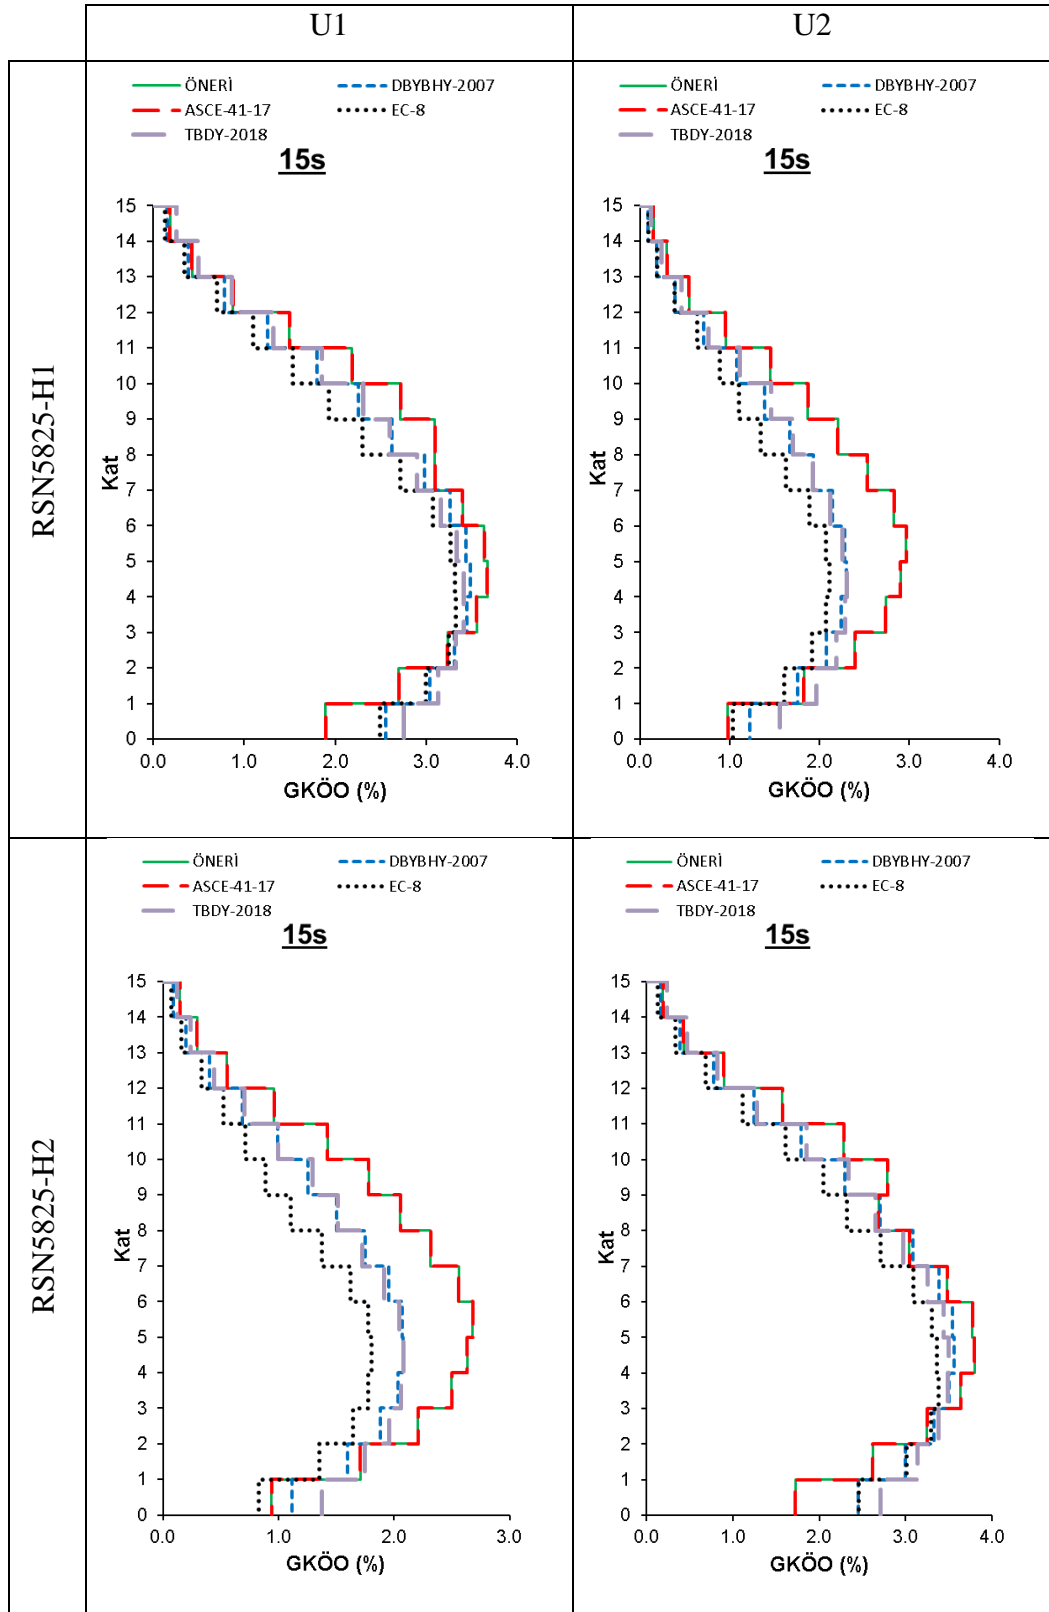 U1
U2
RSN5825-H1
ÖNERİ
DBYBHY-2007
ASCE-41-17
EC-8
TBDY-2018
15s
15
14
13
12
11
10
9
8
7
6
5
4
3
2
1
0
Kat
0.0 1.0 2.0 3.0 4.0
GKÖO (%)
ÖNERİ
DBYBHY-2007
ASCE-41-17
EC-8
TBDY-2018
15s
15
14
13
12
11
10
9
8
7
6
5
4
3
2
1
0
Kat
0.0 1.0 2.0 3.0 4.0
GKÖO (%)
RSN5825-H2
ÖNERİ
DBYBHY-2007
ASCE-41-17
EC-8
TBDY-2018
15s
15
14
13
12
11
10
9
8
7
6
5
4
3
2
1
0
Kat
0.0 1.0 2.0 3.0
GKÖO (%)
ÖNERİ
DBYBHY-2007
ASCE-41-17
EC-8
TBDY-2018
15s
15
14
13
12
11
10
9
8
7
6
5
4
3
2
1
0
Kat
0.0 1.0 2.0 3.0 4.0
GKÖO (%)